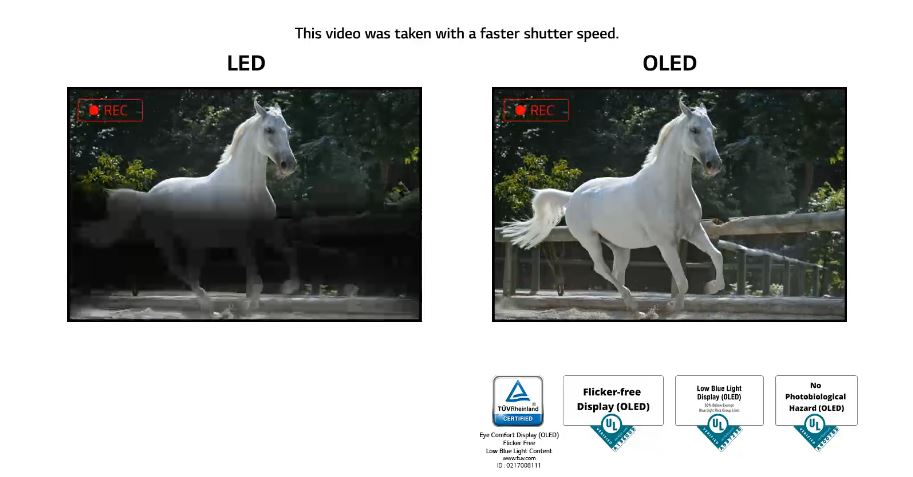 This video was taken with a faster shutter speed.
LED
OLED
REC
REC
TÜVRheinland
CERTIFIED
Eye Comfort Display (OLED)
Flicker Free
Low Blue Light Content
www.tuv.com
ID : 0217008111
Flicker-free
Display (OLED)
UL
Low Blue Light
Display (OLED)
UL
No
Photobiological
Hazard (OLED)
UL